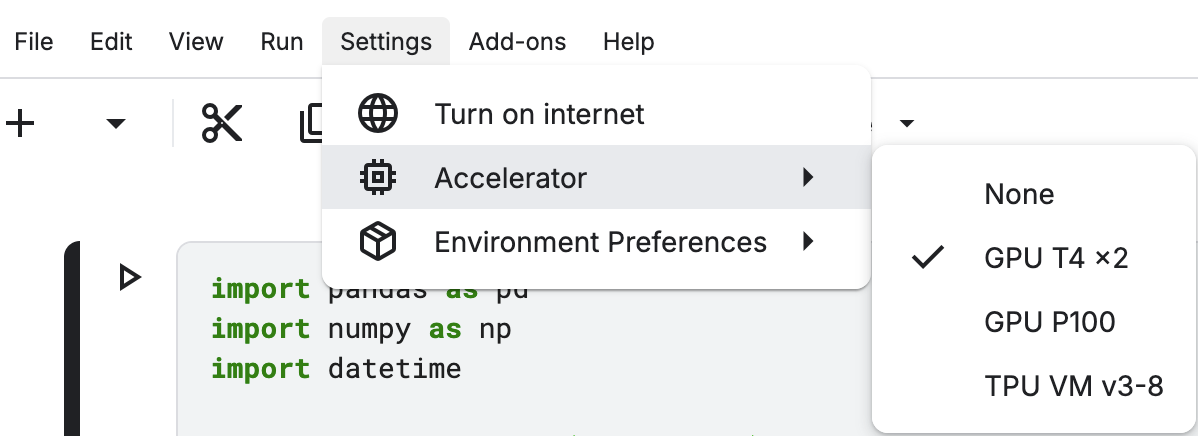 File Edit View Run Settings Add-ons Help
Turn on internet
Accelerator
Environment Preferences
None
GPU T4 ×2
GPU P100
TPU VM v3-8
import pandas as pd
import numpy as np
import datetime